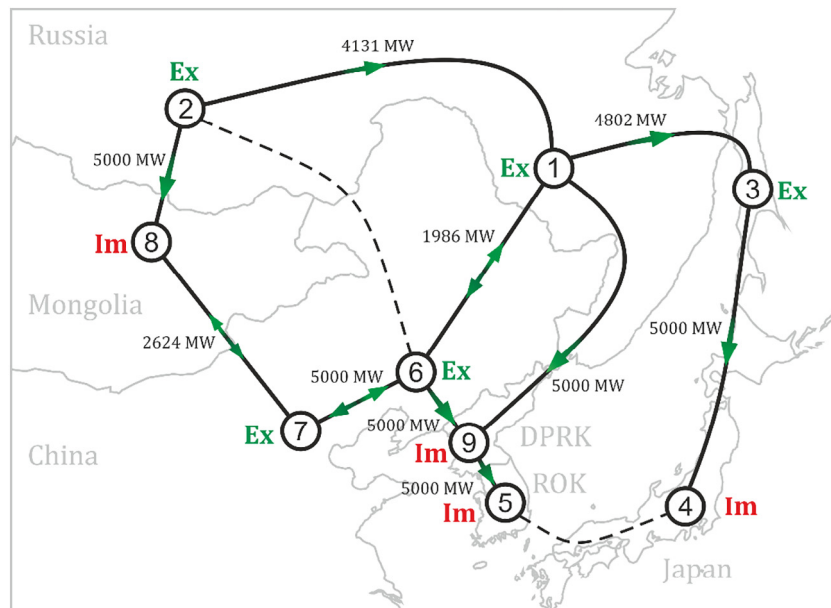 Russia
4131 MW
Ex
2
4802 MW
5000 MW
Ex
1
3
Ex
Im
8
1986 MW
Mongolia
2624 MW
5000 MW
5000 MW
6
Ex
5000 MW
Ex
7
5000 MW
9
DPRK
China
Im
ROK
5000 MW
Im
5
4
Im
Japan